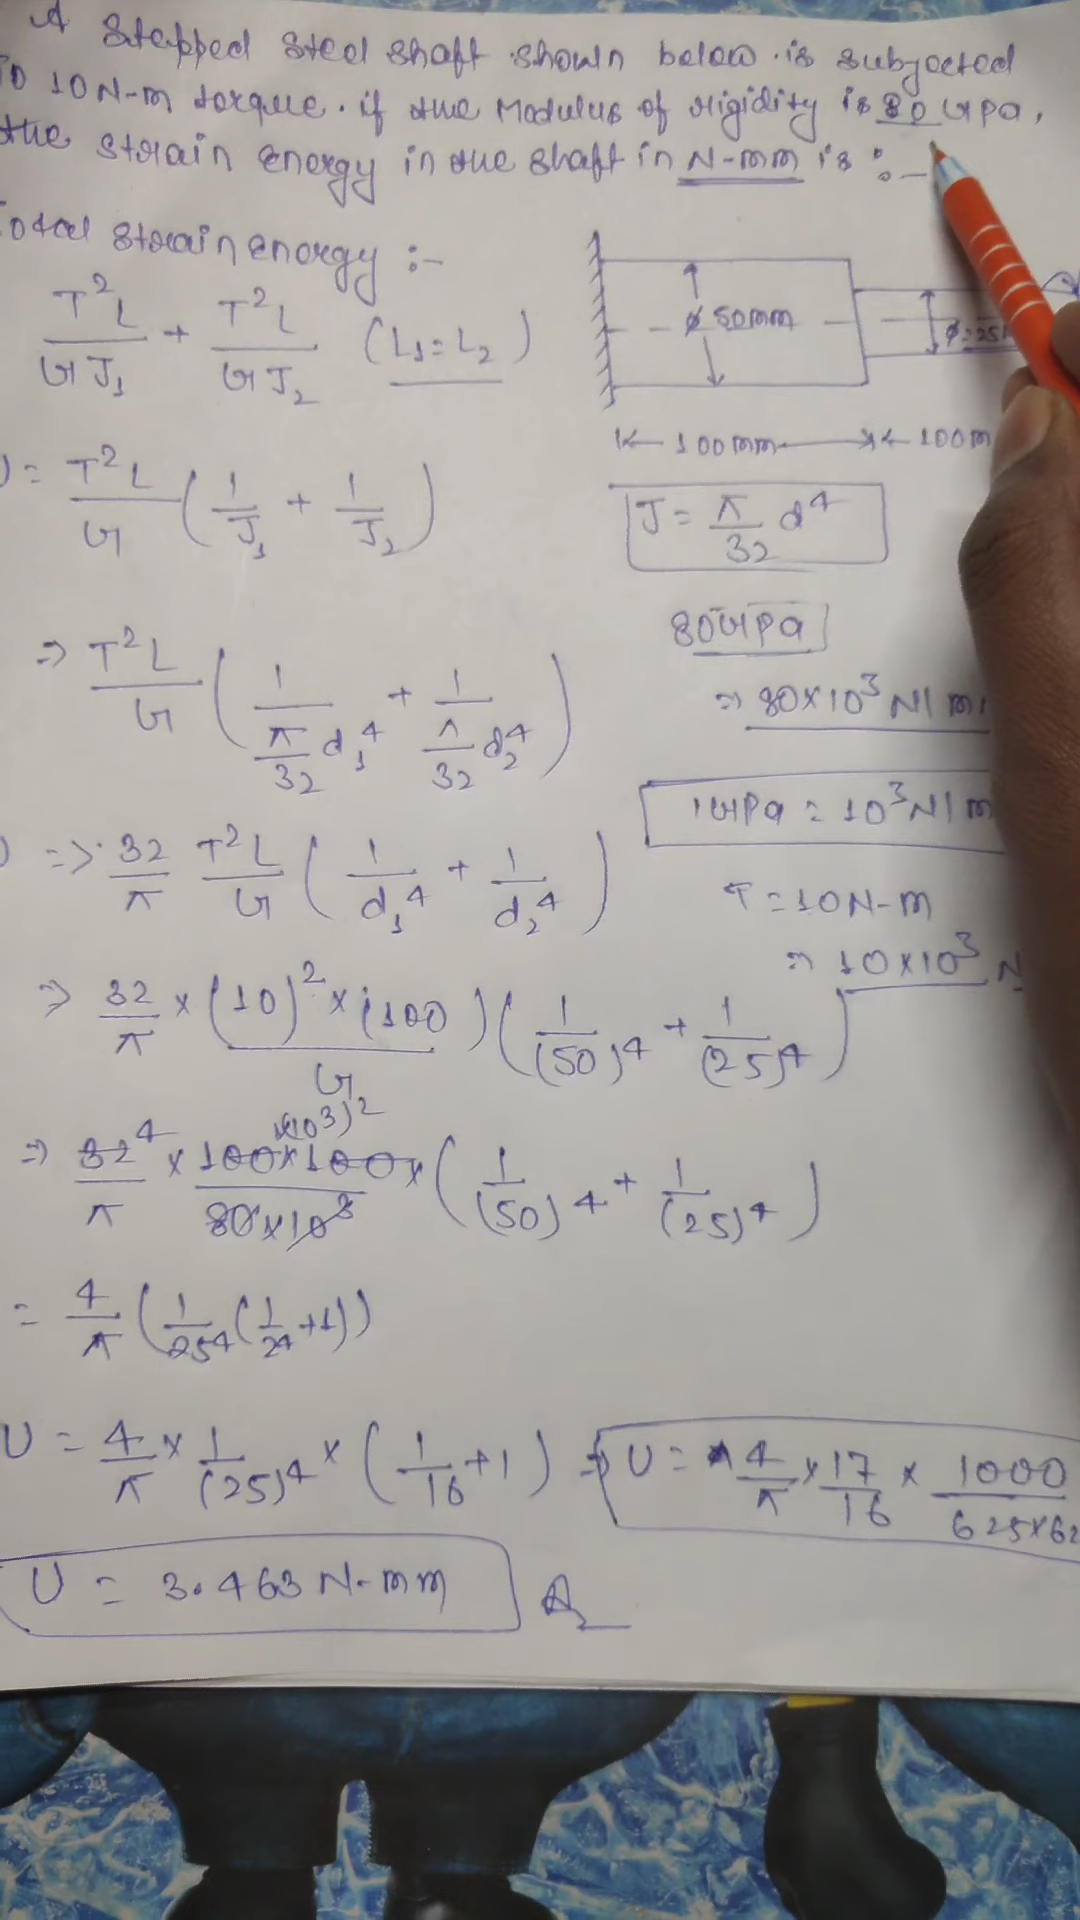 A stepped steel shaft shown below is subjected
to 10N-m torque. if the Modulus of rigidity is 80 GPa,
the strain energy in the shaft in N-mm is :-
Total strain energy :-
T²L/GJ₁ + T²L/GJ₂ (L₁=L₂)
ϕ 50mm
ϕ=25
100mm
100m
U = T²L/G (1/J₁ + 1/J₂)
J = π/32 d⁴
80GPa
⇒ T²L/G (1/(π/32 d₁⁴) + 1/(π/32 d₂⁴))
⇒ 80×10³ N/m
1GPa = 10³ N/m
⇒ 32/π T²L/G (1/d₁⁴ + 1/d₂⁴)
T = 10N-m
= 10×10³ N
⇒ 32/π × (10)² × (100)/G (1/(50)⁴ + 1/(25)⁴)
⇒ 32⁴/π × 100×100×(10³)²/80×10³ × (1/(50)⁴ + 1/(25)⁴)
= 4/π (1/25⁴ (1/2⁴ + 1))
U = 4/π × 1/(25)⁴ × (1/16 + 1) ⇒ U = 4/π × 17/16 × 1000/625×62
U = 3.463 N-mm